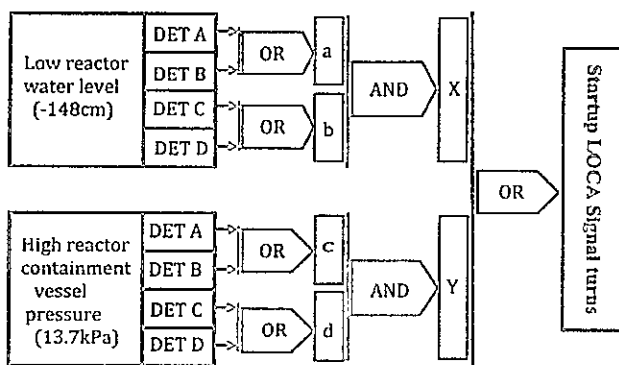 Low reactor
water level
(-148cm)
DET A
DET B
DET C
DET D
OR
OR
a
b
AND
X
High reactor
containment
vessel
pressure
(13.7kPa)
DET A
DET B
DET C
DET D
OR
OR
c
d
AND
Y
OR
Startup LOCA Signal turns